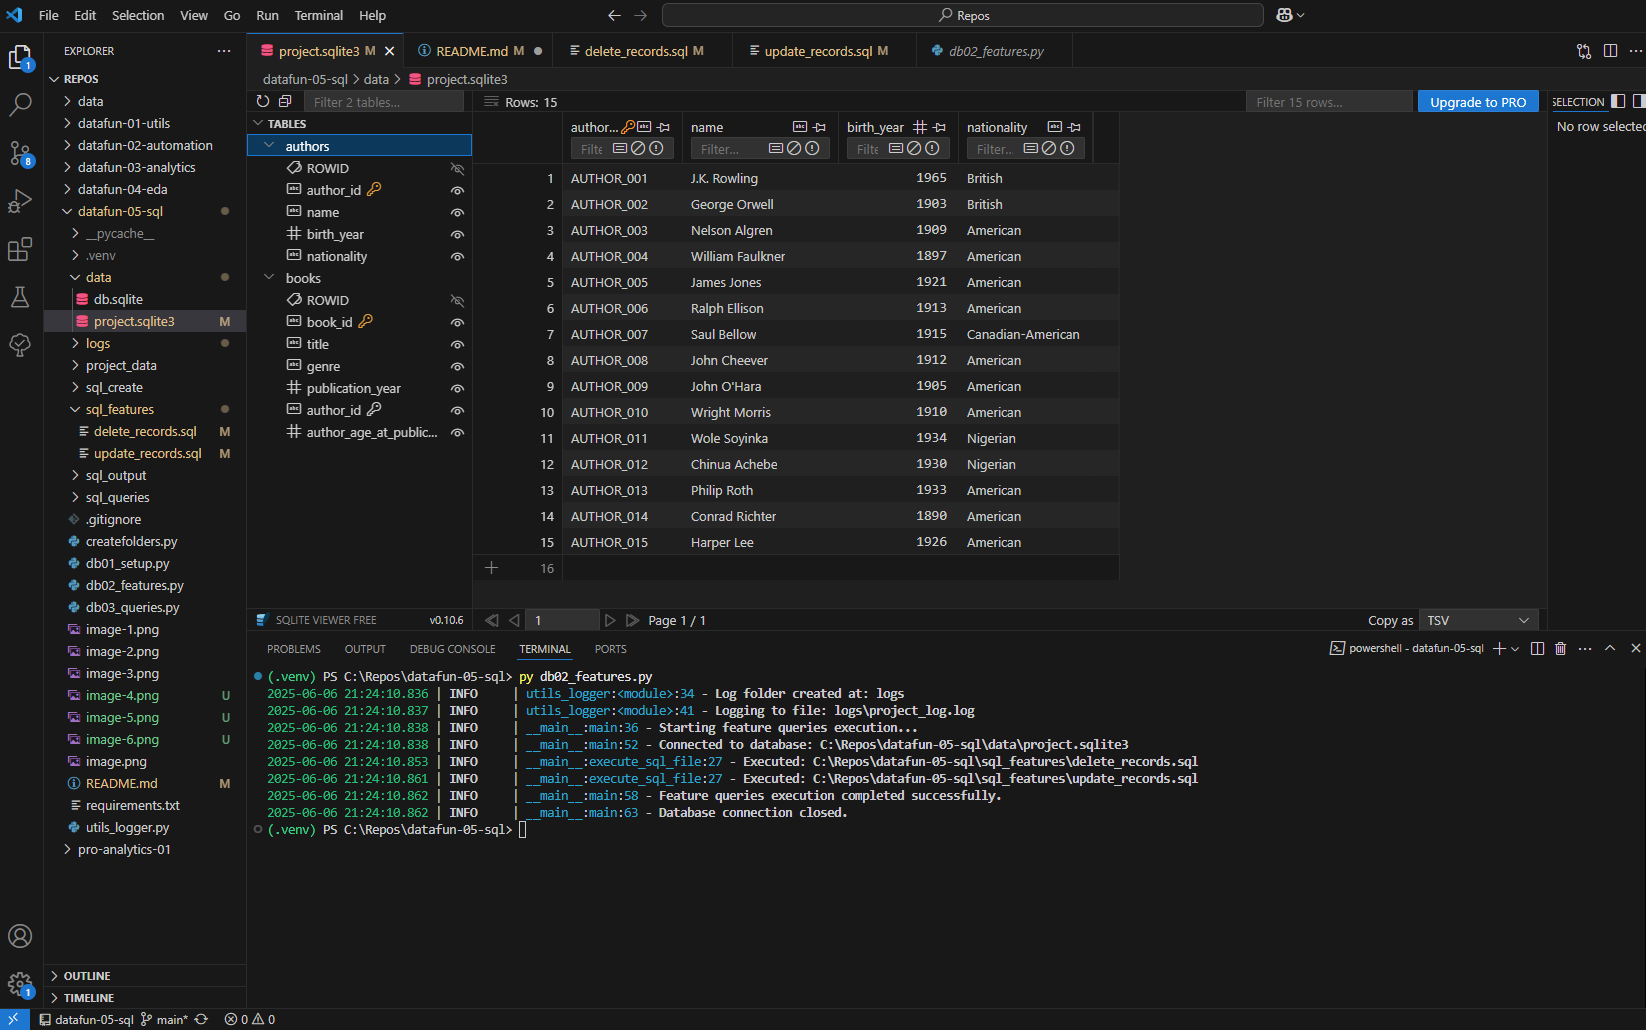 File Edit Selection View Go Run Terminal Help
Repos
EXPLORER
REPOS
data
datafun-01-utils
datafun-02-automation
datafun-03-analytics
datafun-04-eda
datafun-05-sql
__pycache__
.venv
data
db.sqlite
project.sqlite3 M
logs
project_data
sql_create
sql_features
delete_records.sql M
update_records.sql M
sql_output
sql_queries
.gitignore
createfolders.py
db01_setup.py
db02_features.py
db03_queries.py
image-1.png
image-2.png
image-3.png
image-4.png U
image-5.png U
image-6.png U
image.png
README.md M
requirements.txt
utils_logger.py
pro-analytics-01
OUTLINE
TIMELINE
1
8
1
project.sqlite3 M
README.md M
delete_records.sql M
update_records.sql M
db02_features.py
datafun-05-sql > data > project.sqlite3
Filter 2 tables...
Rows: 15
Filter 15 rows...
Upgrade to PRO
SELECTION
No row selected
TABLES
authors
ROWID
author_id
name
birth_year
nationality
books
ROWID
book_id
title
genre
publication_year
author_id
author_age_at_public...
author... name birth_year nationality
Filte Filter... Filte Filter...
1 AUTHOR_001 J.K. Rowling 1965 British
2 AUTHOR_002 George Orwell 1903 British
3 AUTHOR_003 Nelson Algren 1909 American
4 AUTHOR_004 William Faulkner 1897 American
5 AUTHOR_005 James Jones 1921 American
6 AUTHOR_006 Ralph Ellison 1913 American
7 AUTHOR_007 Saul Bellow 1915 Canadian-American
8 AUTHOR_008 John Cheever 1912 American
9 AUTHOR_009 John O'Hara 1905 American
10 AUTHOR_010 Wright Morris 1910 American
11 AUTHOR_011 Wole Soyinka 1934 Nigerian
12 AUTHOR_012 Chinua Achebe 1930 Nigerian
13 AUTHOR_013 Philip Roth 1933 American
14 AUTHOR_014 Conrad Richter 1890 American
15 AUTHOR_015 Harper Lee 1926 American
16
SQLITE VIEWER FREE v0.10.6
1 Page 1 / 1
Copy as TSV
PROBLEMS OUTPUT DEBUG CONSOLE TERMINAL PORTS
powershell - datafun-05-sql
(.venv) PS C:\Repos\datafun-05-sql> py db02_features.py
2025-06-06 21:24:10.836 | INFO | utils_logger:<module>:34 - Log folder created at: logs
2025-06-06 21:24:10.837 | INFO | utils_logger:<module>:41 - Logging to file: logs\project_log.log
2025-06-06 21:24:10.838 | INFO | __main__:main:36 - Starting feature queries execution...
2025-06-06 21:24:10.838 | INFO | __main__:main:52 - Connected to database: C:\Repos\datafun-05-sql\data\project.sqlite3
2025-06-06 21:24:10.853 | INFO | __main__:execute_sql_file:27 - Executed: C:\Repos\datafun-05-sql\sql_features\delete_records.sql
2025-06-06 21:24:10.861 | INFO | __main__:execute_sql_file:27 - Executed: C:\Repos\datafun-05-sql\sql_features\update_records.sql
2025-06-06 21:24:10.862 | INFO | __main__:main:58 - Feature queries execution completed successfully.
2025-06-06 21:24:10.862 | INFO | __main__:main:63 - Database connection closed.
(.venv) PS C:\Repos\datafun-05-sql>
datafun-05-sql main* 0 0